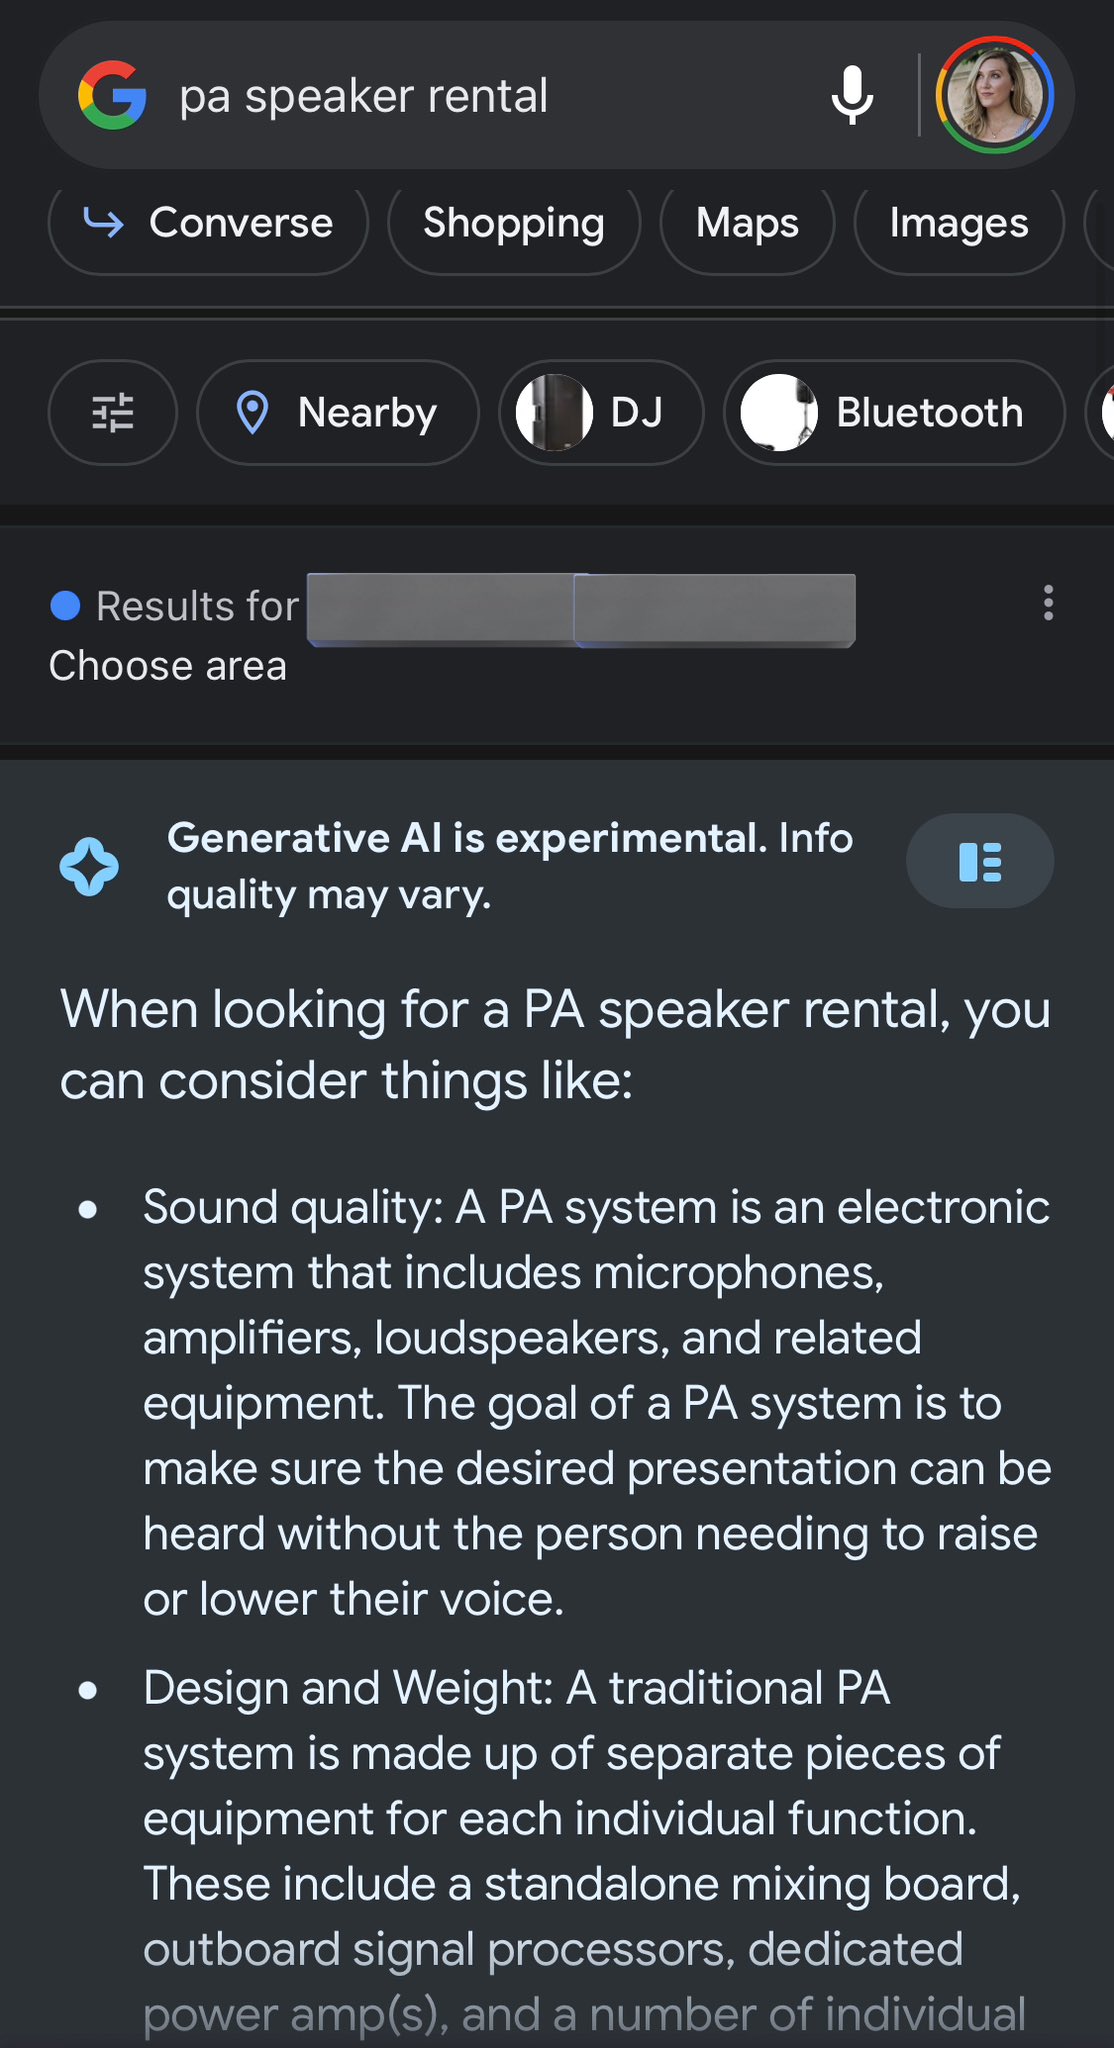 pa speaker rental
Converse
Shopping
Maps
Images
Nearby
DJ
Bluetooth
Results for
Choose area
Generative AI is experimental. Info
quality may vary.
When looking for a PA speaker rental, you
can consider things like:
• Sound quality: A PA system is an electronic
system that includes microphones,
amplifiers, loudspeakers, and related
equipment. The goal of a PA system is to
make sure the desired presentation can be
heard without the person needing to raise
or lower their voice.
• Design and Weight: A traditional PA
system is made up of separate pieces of
equipment for each individual function.
These include a standalone mixing board,
outboard signal processors, dedicated
power amp(s), and a number of individual